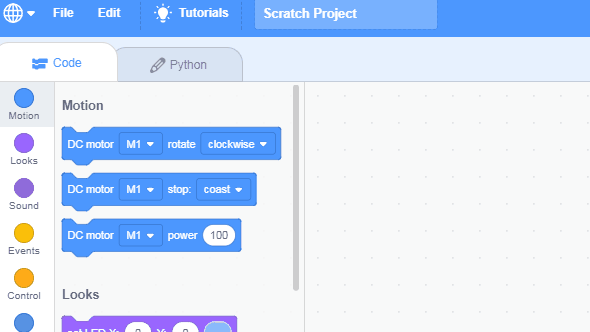 File Edit Tutorials Scratch Project
Code Python
Motion
Looks
Sound
Events
Control
Motion
DC motor M1 rotate clockwise
DC motor M1 stop: coast
DC motor M1 power 100
Looks